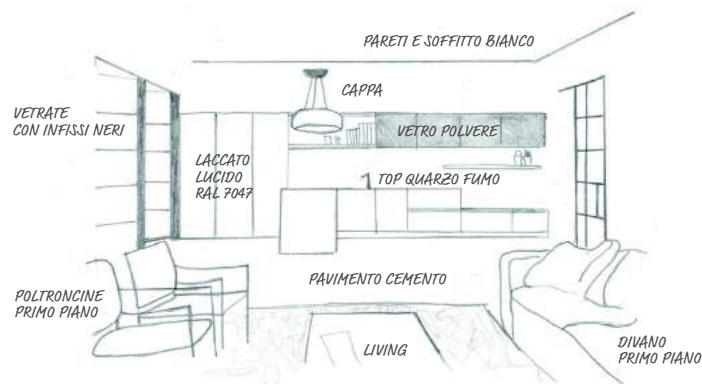 PARETI E SOFFITTO BIANCO
CAPPA
VETRATE
CON INFISSI NERI
VETRO POLVERE
LACCATO
LUCIDO
RAL 7047
TOP QUARZO FUMO
PAVIMENTO CEMENTO
POLTRONCINE
PRIMO PIANO
LIVING
DIVANO
PRIMO PIANO